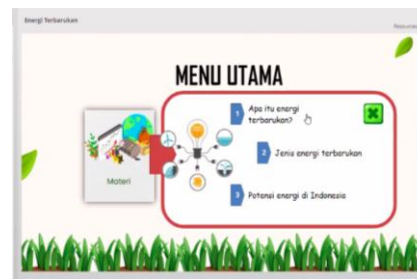 Energi Terbarukan
Resources
MENU UTAMA
1 Apa itu energi
terbarukan?
2 Jenis energi terbarukan
Materi
3 Potensi energi di Indonesia